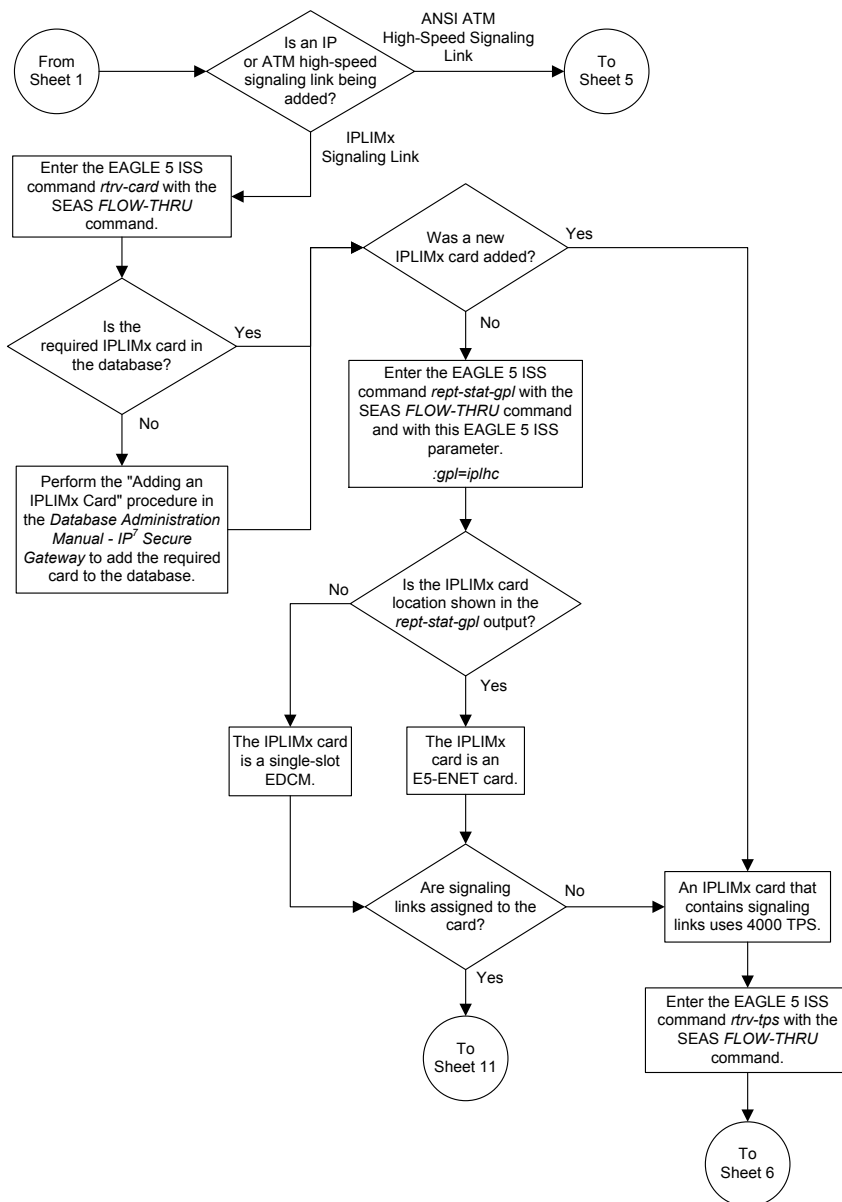 From
Sheet 1
Is an IP
or ATM high-speed
signaling link being
added?
ANSI ATM
High-Speed Signaling
Link
To
Sheet 5
IPLIMx
Signaling Link
Enter the EAGLE 5 ISS
command rtrv-card with the
SEAS FLOW-THRU
command.
Is the
required IPLIMx card in
the database?
Yes
No
Perform the "Adding an
IPLIMx Card" procedure in
the Database Administration
Manual - IP7 Secure
Gateway to add the required
card to the database.
Was a new
IPLIMx card added?
Yes
No
Enter the EAGLE 5 ISS
command rept-stat-gpl with the
SEAS FLOW-THRU command
and with this EAGLE 5 ISS
parameter.
:gpl=iplhc
Is the IPLIMx card
location shown in the
rept-stat-gpl output?
No
Yes
The IPLIMx card
is a single-slot
EDCM.
The IPLIMx
card is an
E5-ENET card.
Are signaling
links assigned to the
card?
No
Yes
To
Sheet 11
An IPLIMx card that
contains signaling
links uses 4000 TPS.
Enter the EAGLE 5 ISS
command rtrv-tps with the
SEAS FLOW-THRU
command.
To
Sheet 6